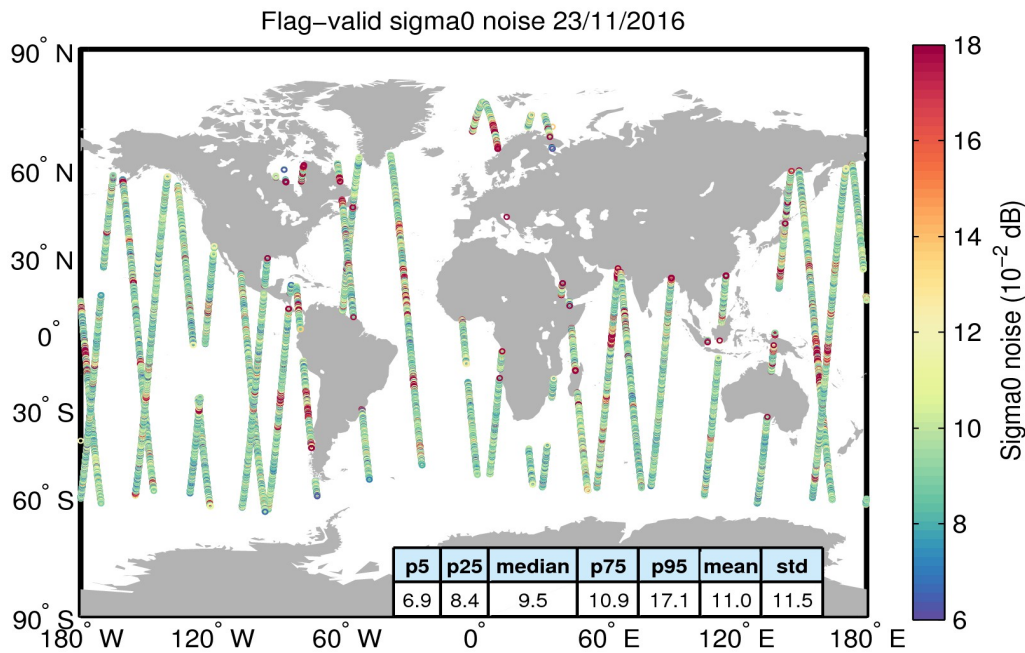 Flag−valid sigma0 noise 23/11/2016
90° N
60° N
30° N
0°
30° S
60° S
90° S
180° W
120° W
60° W
0°
60° E
120° E
180° E
p5 p25 median p75 p95 mean std
6.9 8.4 9.5 10.9 17.1 11.0 11.5
18
16
14
12
10
8
6
Sigma0 noise (10⁻² dB)